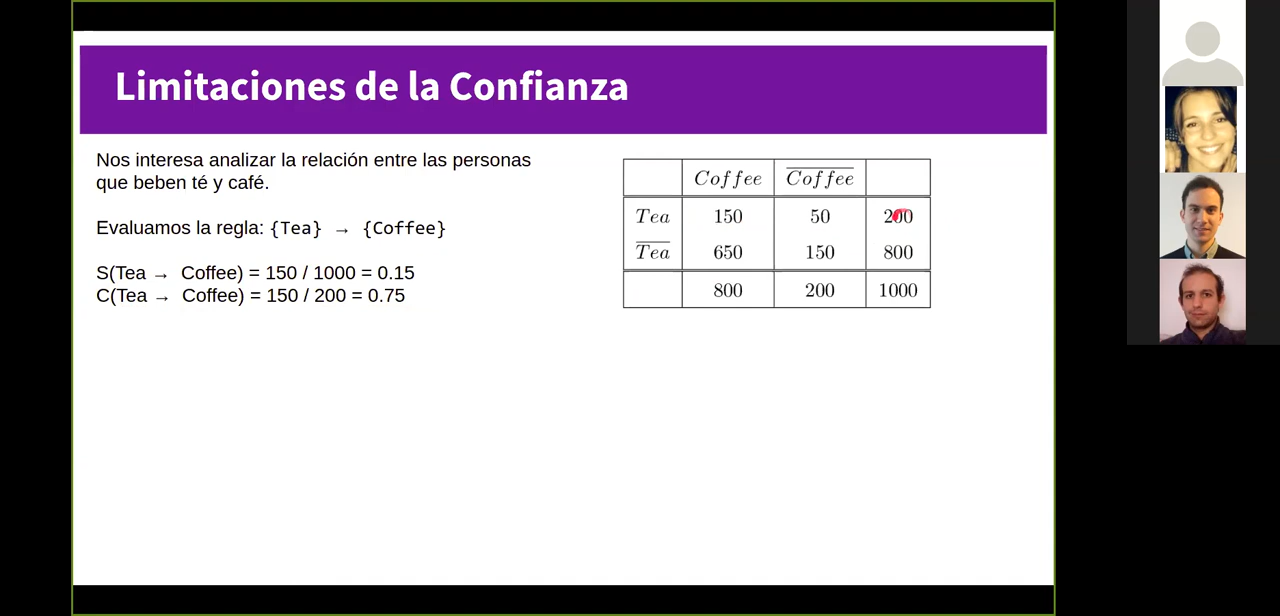 Limitaciones de la Confianza
Nos interesa analizar la relación entre las personas
que beben té y café.
Evaluamos la regla: {Tea} → {Coffee}
S(Tea → Coffee) = 150 / 1000 = 0.15
C(Tea → Coffee) = 150 / 200 = 0.75
Coffee C̅o̅f̅f̅e̅e̅
Tea 150 50 200
T̅e̅a̅ 650 150 800
800 200 1000